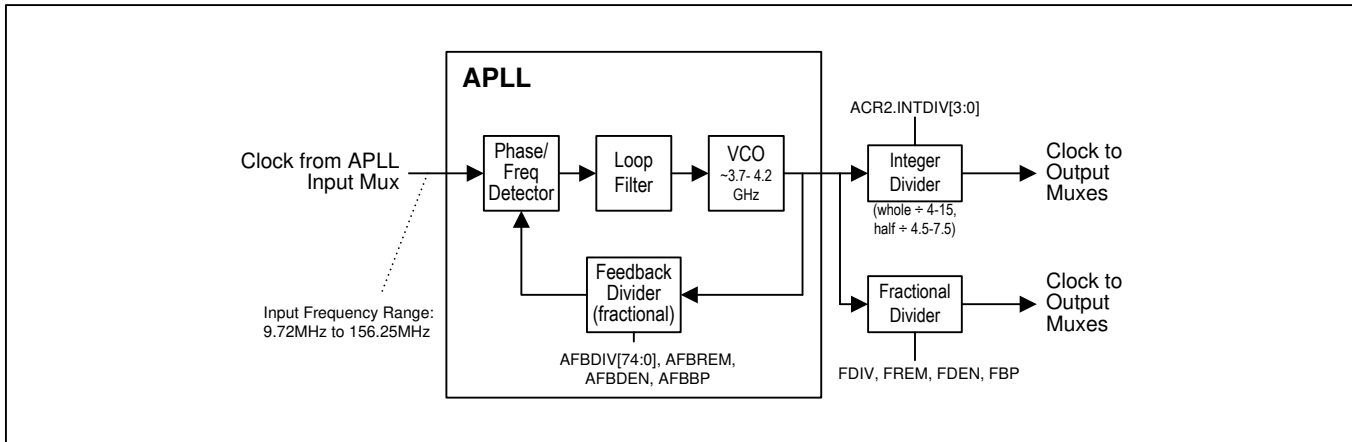 APLL
Clock from APLL
Input Mux
Phase/
Freq
Detector
Loop
Filter
VCO
~3.7- 4.2
GHz
ACR2.INTDIV[3:0]
Integer
Divider
(whole ÷ 4-15,
half ÷ 4.5-7.5)
Clock to
Output
Muxes
Feedback
Divider
(fractional)
AFBDIV[74:0], AFBREM,
AFBDEN, AFBBP
Fractional
Divider
FDIV, FREM, FDEN, FBP
Clock to
Output
Muxes
Input Frequency Range:
9.72MHz to 156.25MHz